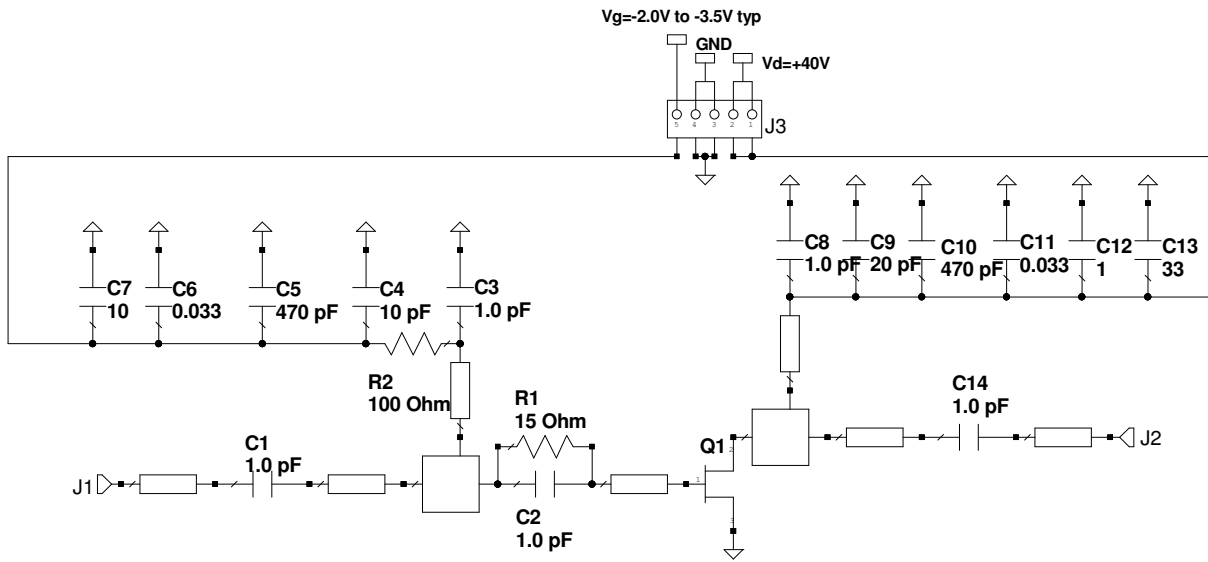 Vg=-2.0V to -3.5V typ
GND
Vd=+40V
5 4 3 2 1
J3
C7
10
C6
0.033
C5
470 pF
C4
10 pF
C3
1.0 pF
C8
1.0 pF
C9
20 pF
C10
470 pF
C11
0.033
C12
1
C13
33
R2
100 Ohm
R1
15 Ohm
C14
1.0 pF
J2
Q1
2
1
3
C1
1.0 pF
J1
C2
1.0 pF